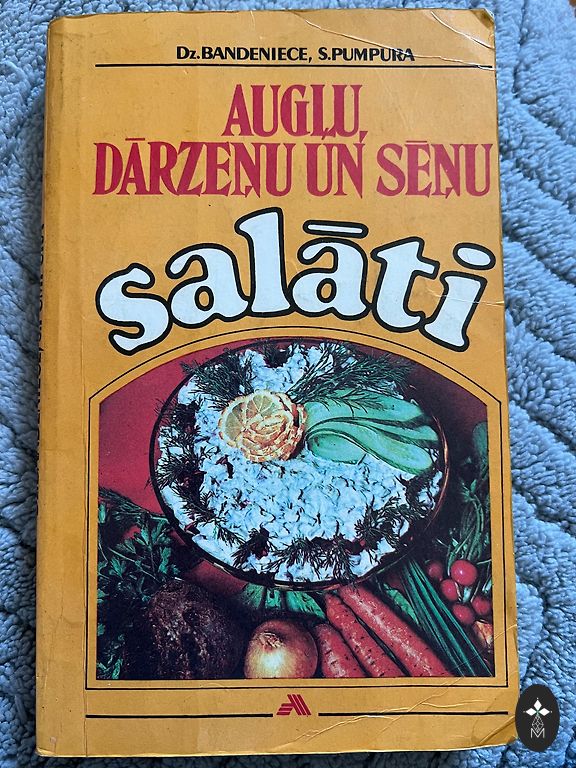 Dz.BANDENIECE, S.PUMPURA
AUGĻU,
DĀRZEŅU UN SĒŅU
salāti